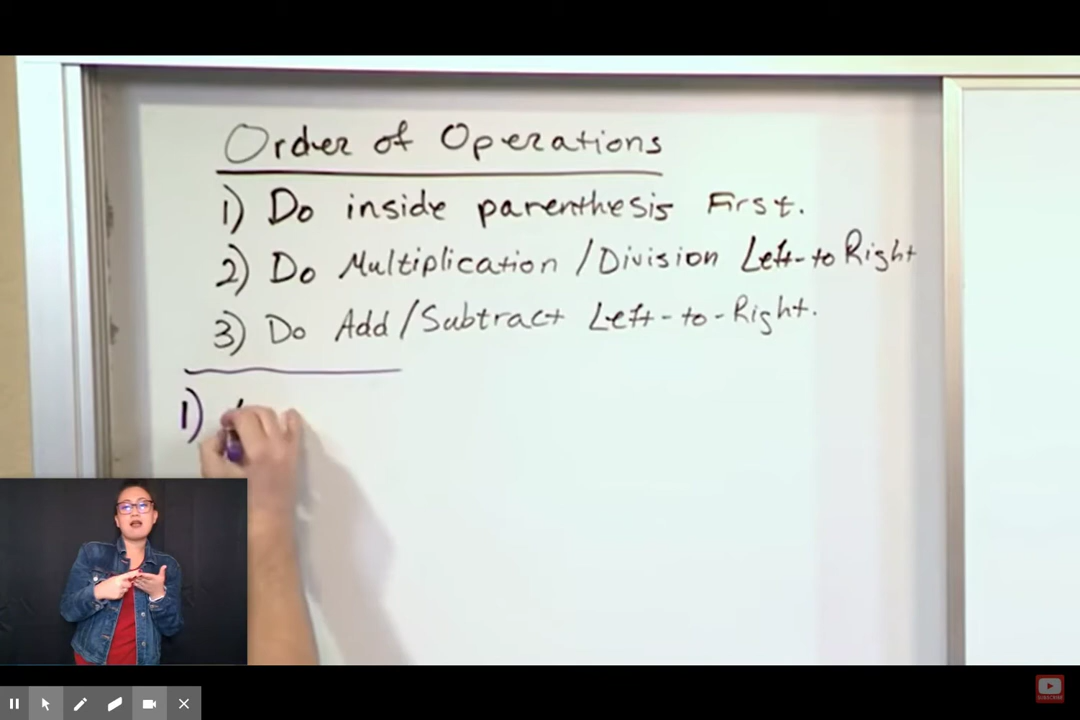 Order of Operations
1) Do inside parenthesis First.
2) Do Multiplication / Division Left-to Right
3) Do Add/Subtract Left-to-Right.
1)
SUBSCRIBE